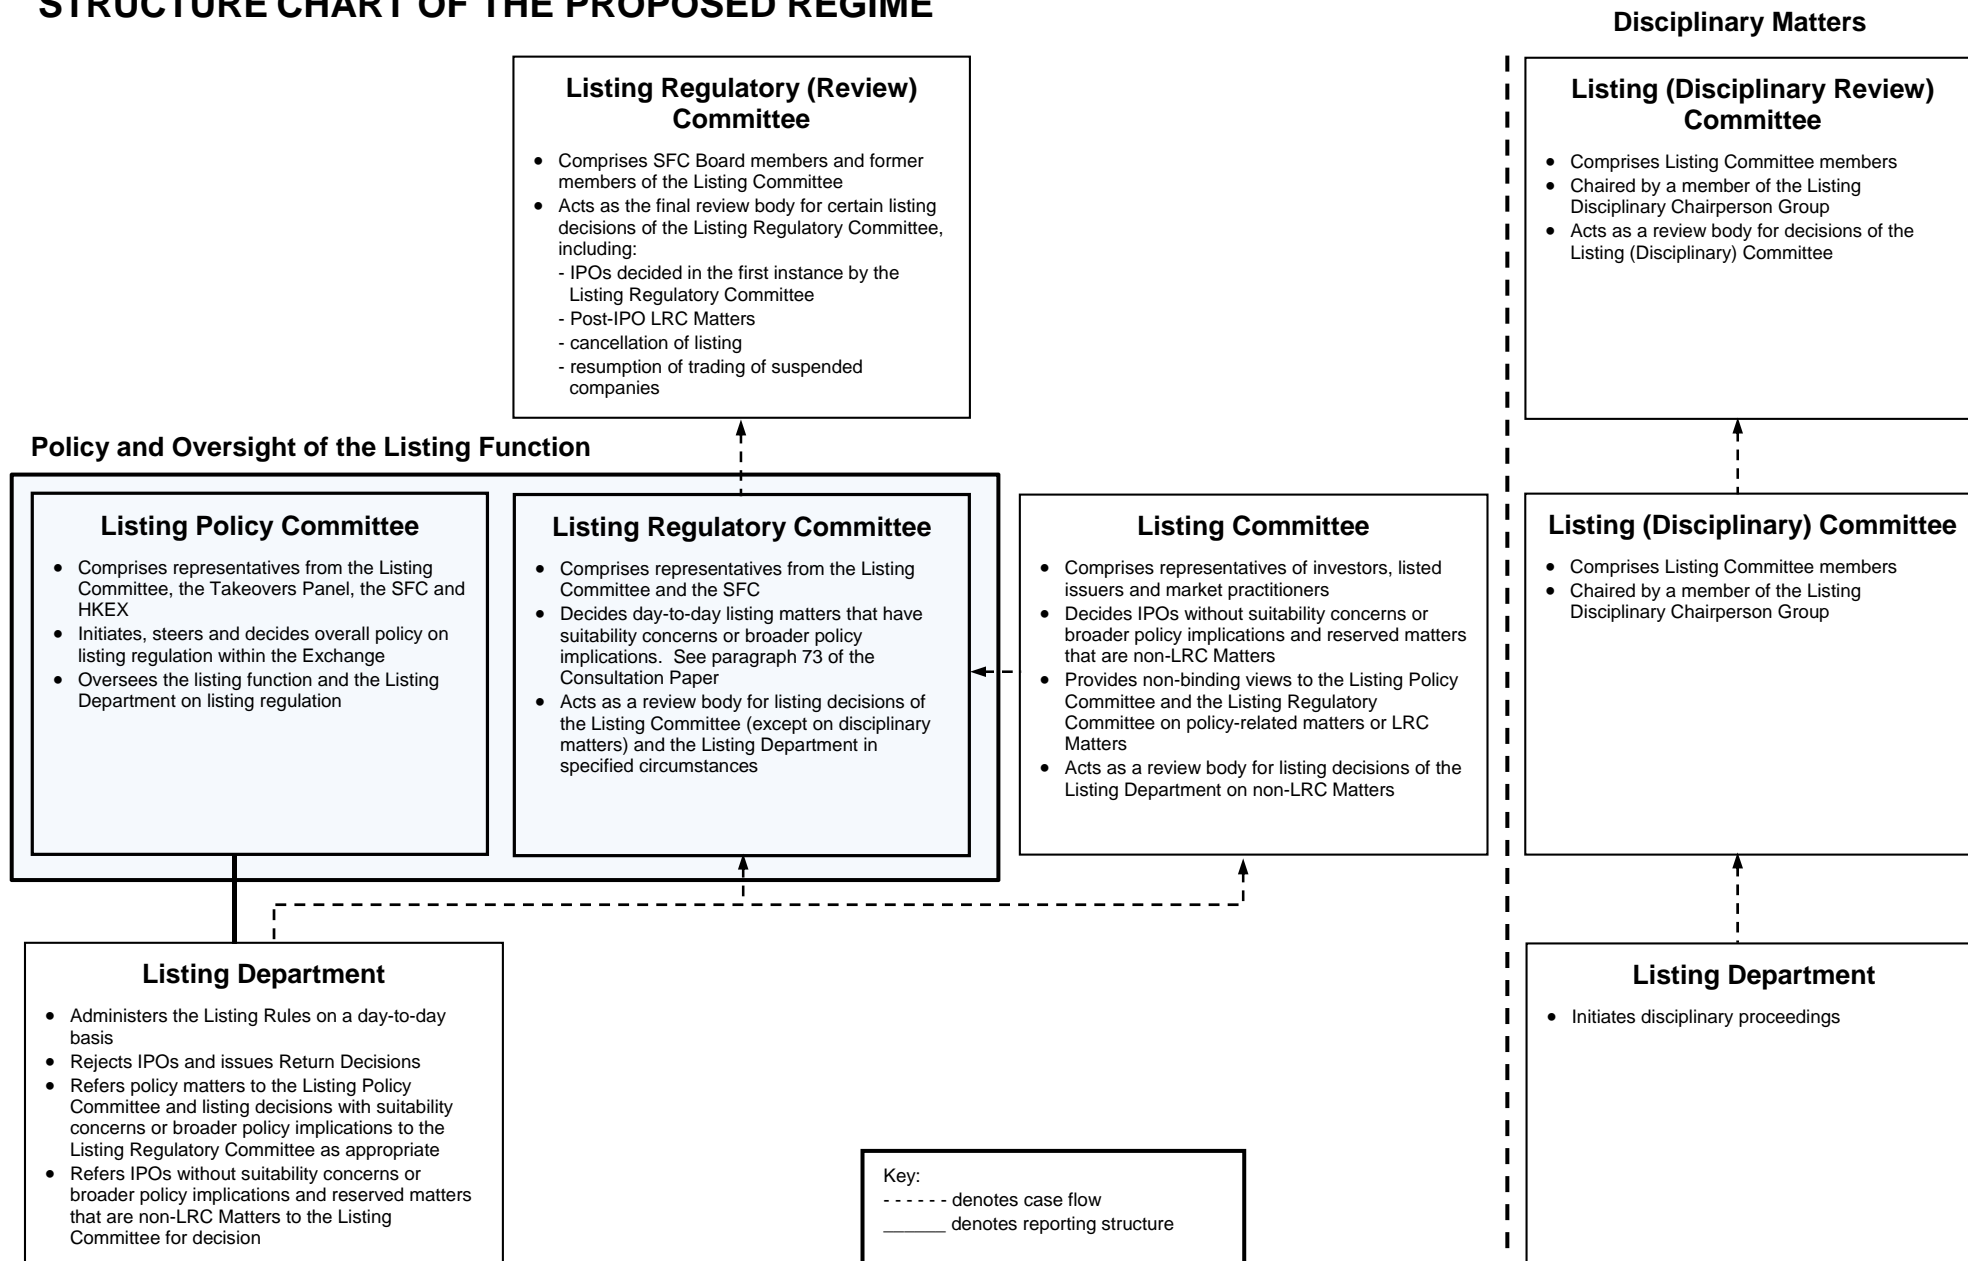 STRUCTURE CHART OF THE PROPOSED REGIME
Disciplinary Matters
Listing Regulatory (Review)
Committee
• Comprises SFC Board members and former
members of the Listing Committee
• Acts as the final review body for certain listing
decisions of the Listing Regulatory Committee,
including:
- IPOs decided in the first instance by the
Listing Regulatory Committee
- Post-IPO LRC Matters
- cancellation of listing
- resumption of trading of suspended
companies
Listing (Disciplinary Review)
Committee
• Comprises Listing Committee members
• Chaired by a member of the Listing
Disciplinary Chairperson Group
• Acts as a review body for decisions of the
Listing (Disciplinary) Committee
Policy and Oversight of the Listing Function
Listing Policy Committee
• Comprises representatives from the Listing
Committee, the Takeovers Panel, the SFC and
HKEX
• Initiates, steers and decides overall policy on
listing regulation within the Exchange
• Oversees the listing function and the Listing
Department on listing regulation
Listing Regulatory Committee
• Comprises representatives from the Listing
Committee and the SFC
• Decides day-to-day listing matters that have
suitability concerns or broader policy
implications. See paragraph 73 of the
Consultation Paper
• Acts as a review body for listing decisions of
the Listing Committee (except on disciplinary
matters) and the Listing Department in
specified circumstances
Listing Committee
• Comprises representatives of investors, listed
issuers and market practitioners
• Decides IPOs without suitability concerns or
broader policy implications and reserved matters
that are non-LRC Matters
• Provides non-binding views to the Listing Policy
Committee and the Listing Regulatory
Committee on policy-related matters or LRC
Matters
• Acts as a review body for listing decisions of the
Listing Department on non-LRC Matters
Listing (Disciplinary) Committee
• Comprises Listing Committee members
• Chaired by a member of the Listing
Disciplinary Chairperson Group
Listing Department
• Administers the Listing Rules on a day-to-day
basis
• Rejects IPOs and issues Return Decisions
• Refers policy matters to the Listing Policy
Committee and listing decisions with suitability
concerns or broader policy implications to the
Listing Regulatory Committee as appropriate
• Refers IPOs without suitability concerns or
broader policy implications and reserved matters
that are non-LRC Matters to the Listing
Committee for decision
Listing Department
• Initiates disciplinary proceedings
Key:
- - - - - - denotes case flow
______ denotes reporting structure